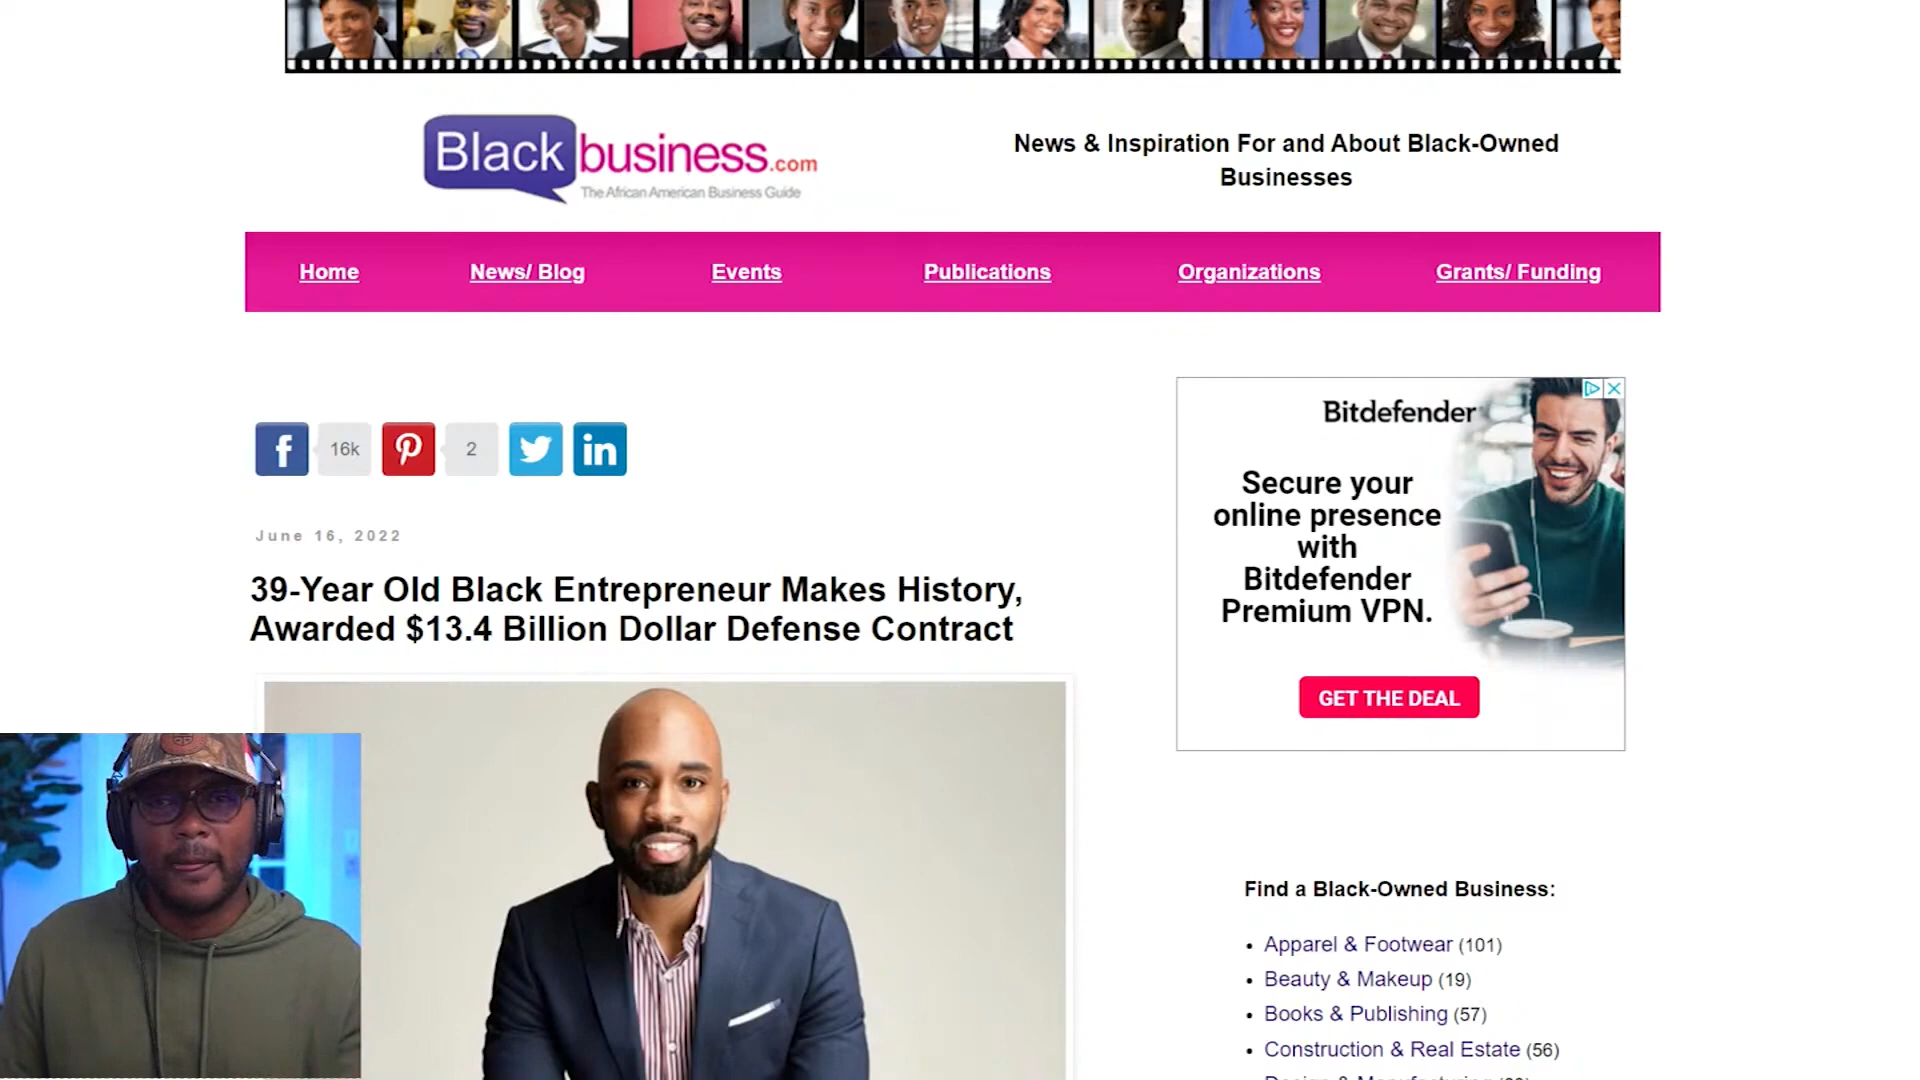 Blackbusiness.com
The African American Business Guide
News & Inspiration For and About Black-Owned
Businesses
Home News/ Blog Events Publications Organizations Grants/ Funding
16k 2
June 16, 2022
39-Year Old Black Entrepreneur Makes History,
Awarded $13.4 Billion Dollar Defense Contract
Bitdefender
Secure your
online presence
with
Bitdefender
Premium VPN.
GET THE DEAL
Find a Black-Owned Business:
Apparel & Footwear (101)
Beauty & Makeup (19)
Books & Publishing (57)
Construction & Real Estate (56)